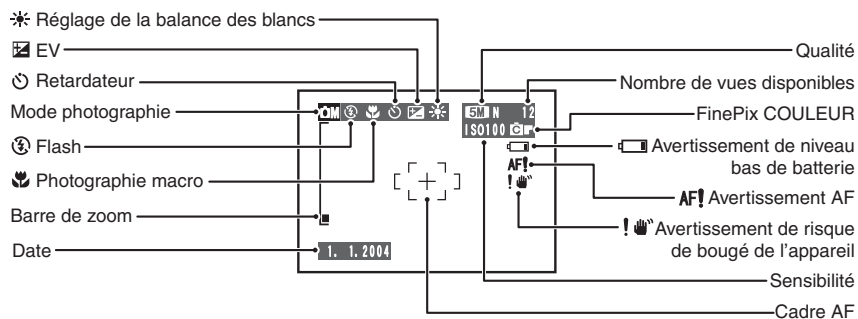 Réglage de la balance des blancs
EV
Retardateur
Mode photographie
Flash
Photographie macro
Barre de zoom
Date
M
5M N 12
ISO100 C
AF!
!
1. 1.2004
Qualité
Nombre de vues disponibles
FinePix COULEUR
Avertissement de niveau
bas de batterie
AF! Avertissement AF
! Avertissement de risque
de bougé de l’appareil
Sensibilité
Cadre AF